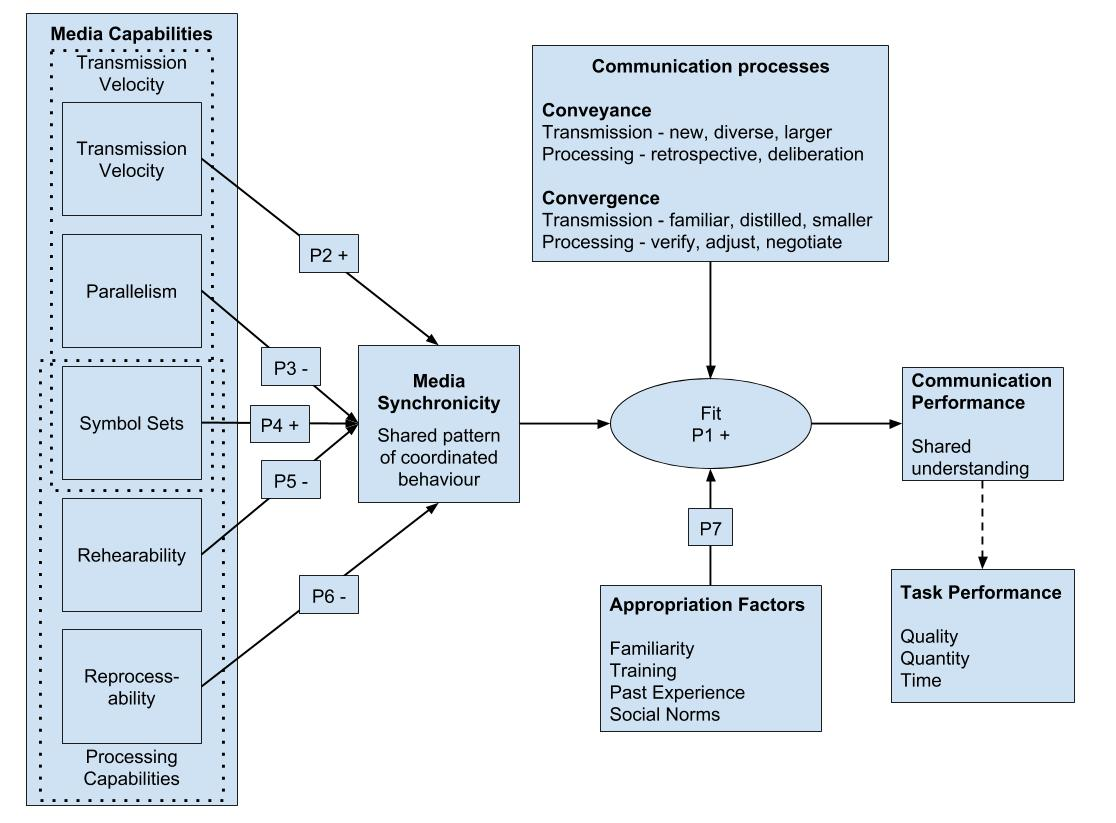 Media Capabilities
Transmission
Velocity
Transmission
Velocity
Parallelism
Symbol Sets
Rehearability
Reprocess-
ability
Processing
Capabilities
P2 +
P3 -
P4 +
P5 -
P6 -
Media
Synchronicity
Shared pattern
of coordinated
behaviour
Communication processes
Conveyance
Transmission - new, diverse, larger
Processing - retrospective, deliberation
Convergence
Transmission - familiar, distilled, smaller
Processing - verify, adjust, negotiate
Fit
P1 +
P7
Appropriation Factors
Familiarity
Training
Past Experience
Social Norms
Communication
Performance
Shared
understanding
Task Performance
Quality
Quantity
Time